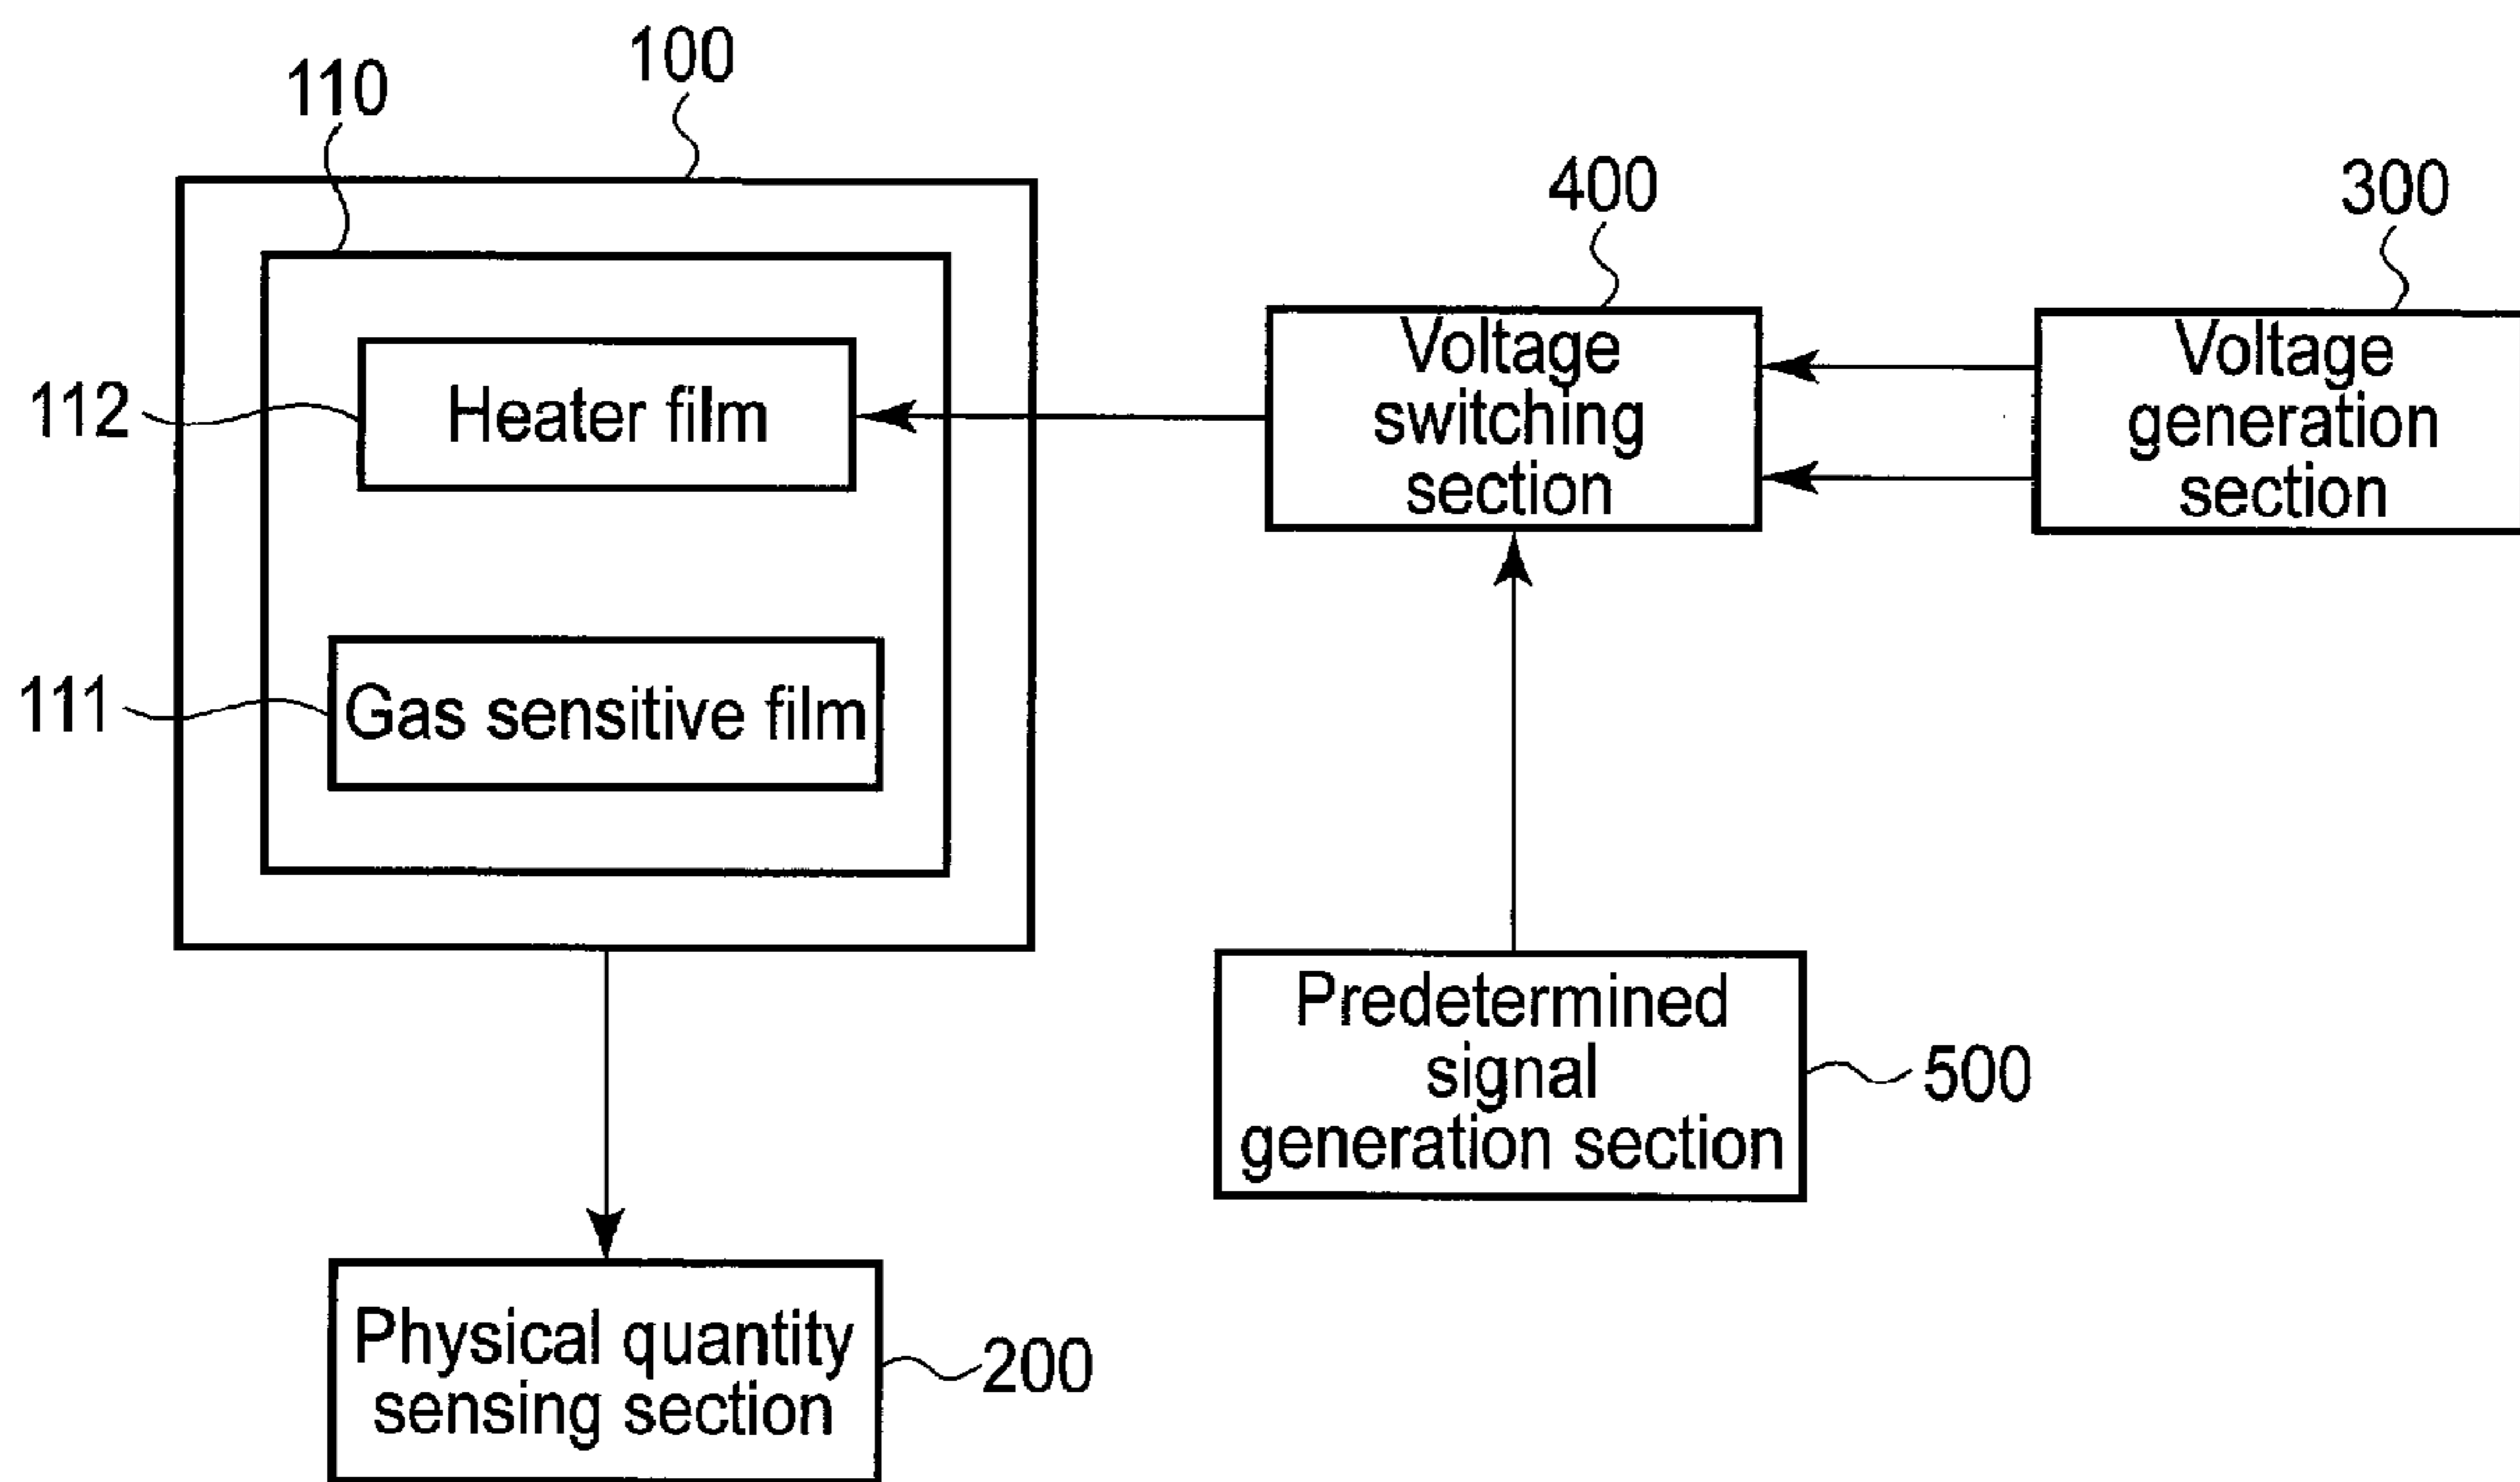 100
110
400
300
Voltage
switching
section
Voltage
generation
section
112
Heater film
111
Gas sensitive film
Predetermined
signal
generation section
500
Physical quantity
sensing section
200